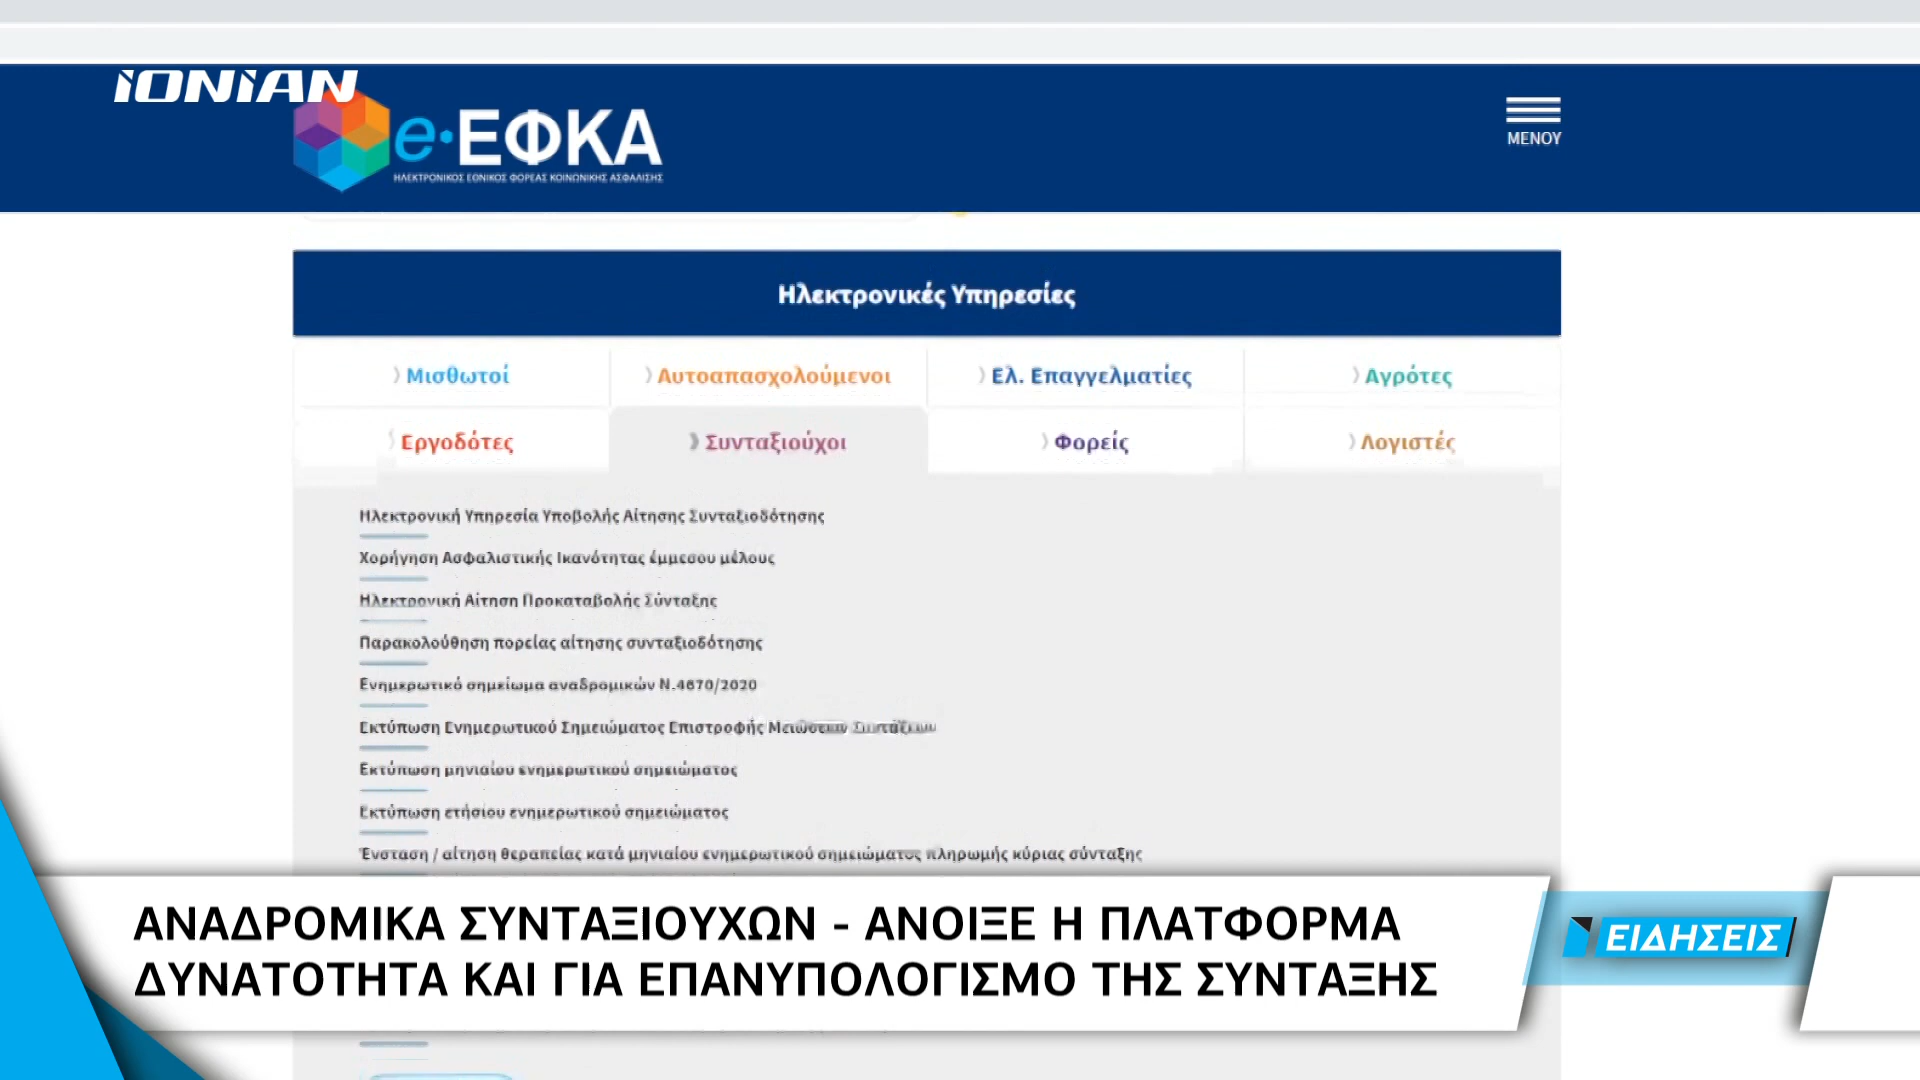 IONIAN
e-ΕΦΚΑ
ΗΛΕΚΤΡΟΝΙΚΟΣ ΕΘΝΙΚΟΣ ΦΟΡΕΑΣ ΚΟΙΝΩΝΙΚΗΣ ΑΣΦΑΛΙΣΗΣ
ΜΕΝΟΥ
Ηλεκτρονικές Υπηρεσίες
Μισθωτοί
Αυτοαπασχολούμενοι
Ελ. Επαγγελματίες
Αγρότες
Εργοδότες
Συνταξιούχοι
Φορείς
Λογιστές
Ηλεκτρονική Υπηρεσία Υποβολής Αίτησης Συνταξιοδότησης
Χορήγηση Ασφαλιστικής Ικανότητας έμμεσου μέλους
Ηλεκτρονική Αίτηση Προκαταβολής Σύνταξης
Παρακολούθηση πορείας αίτησης συνταξιοδότησης
Ενημερωτικό σημείωμα αναδρομικών Ν.4670/2020
Εκτύπωση Ενημερωτικού Σημειώματος Επιστροφής Μειώσεων Συντάξεων
Εκτύπωση μηνιαίου ενημερωτικού σημειώματος
Εκτύπωση ετήσιου ενημερωτικού σημειώματος
Ένσταση / αίτηση θεραπείας κατά μηνιαίου ενημερωτικού σημειώματος πληρωμής κύριας σύνταξης
ΑΝΑΔΡΟΜΙΚΑ ΣΥΝΤΑΞΙΟΥΧΩΝ - ΑΝΟΙΞΕ Η ΠΛΑΤΦΟΡΜΑ
ΔΥΝΑΤΟΤΗΤΑ ΚΑΙ ΓΙΑ ΕΠΑΝΥΠΟΛΟΓΙΣΜΟ ΤΗΣ ΣΥΝΤΑΞΗΣ
ΕΙΔΗΣΕΙΣ